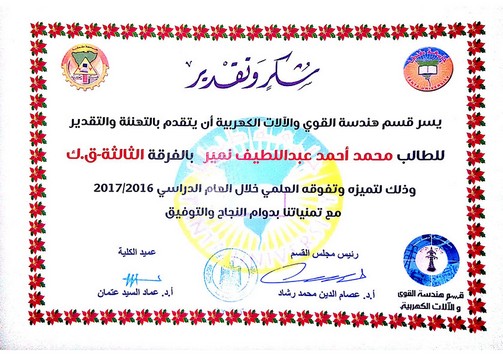 شكر وتقدير
يسر قسم هندسة القوي والآلات الكهربية أن يتقدم بالتهنئة والتقدير
للطالب محمد أحمد عبداللطيف نمير بالفرقة الثالثة-ق.ك
وذلك لتميزه وتفوقه العلمي خلال العام الدراسي 2017/2016
مع تمنياتنا بدوام النجاح والتوفيق
رئيس مجلس القسم
عميد الكلية
أ.د. عصام الدين محمد رشاد
أ.د. عماد السيد عثمان
قسم هندسة القوى
و الآلات الكهربية